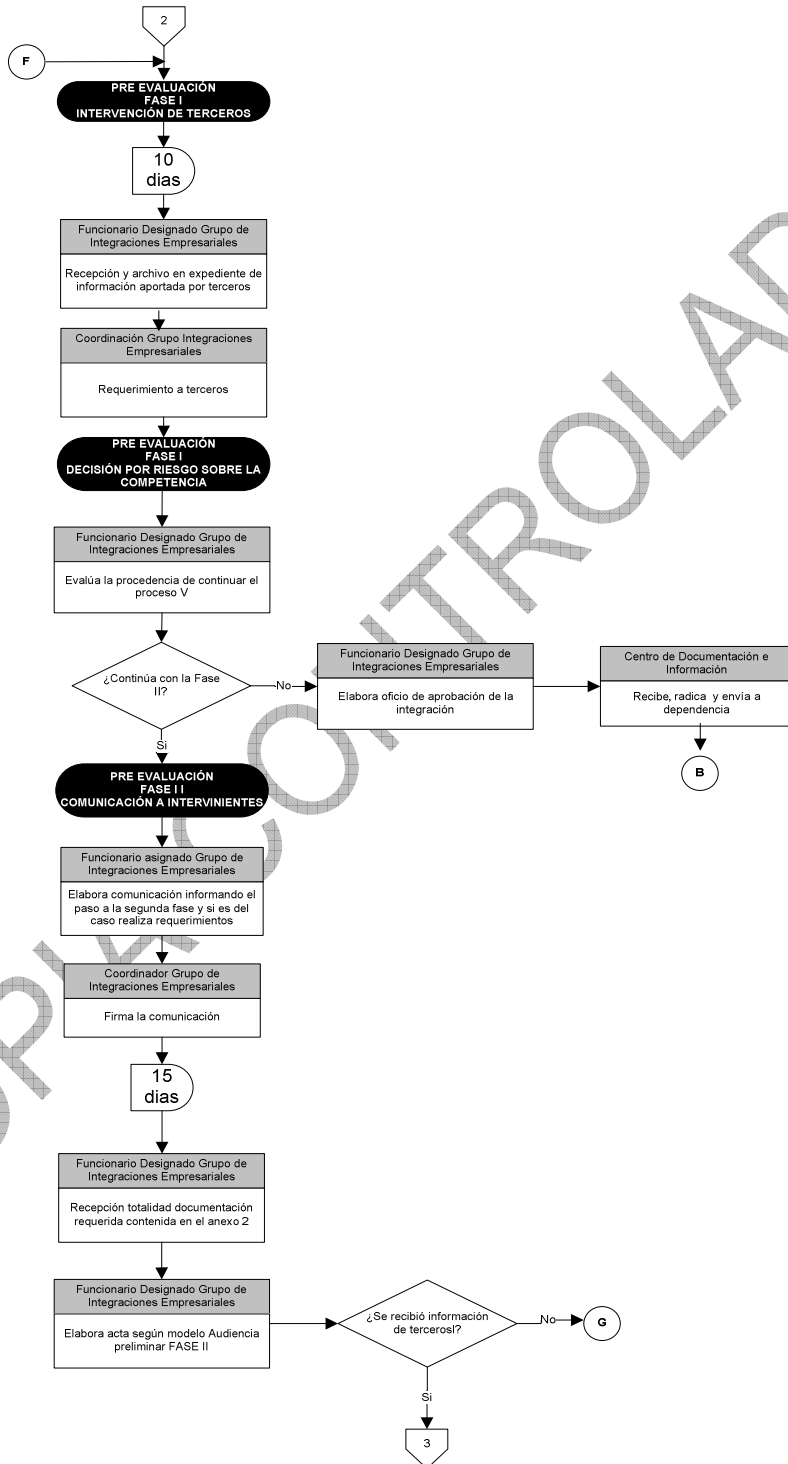 2
F
PRE EVALUACIÓN
FASE I
INTERVENCIÓN DE TERCEROS
10
dias
Funcionario Designado Grupo de
Integraciones Empresariales
Recepción y archivo en expediente de
información aportada por terceros
Coordinación Grupo Integraciones
Empresariales
Requerimiento a terceros
PRE EVALUACIÓN
FASE I
DECISIÓN POR RIESGO SOBRE LA
COMPETENCIA
Funcionario Designado Grupo de
Integraciones Empresariales
Evalúa la procedencia de continuar el
proceso V
¿Continúa con la Fase
II?
No
Funcionario Designado Grupo de
Integraciones Empresariales
Elabora oficio de aprobación de la
integración
Centro de Documentación e
Información
Recibe, radica y envía a
dependencia
B
Si
PRE EVALUACIÓN
FASE I I
COMUNICACIÓN A INTERVINIENTES
Funcionario asignado Grupo de
Integraciones Empresariales
Elabora comunicación informando el
paso a la segunda fase y si es del
caso realiza requerimientos
Coordinador Grupo de
Integraciones Empresariales
Firma la comunicación
15
dias
Funcionario Designado Grupo de
Integraciones Empresariales
Recepción totalidad documentación
requerida contenida en el anexo 2
Funcionario Designado Grupo de
Integraciones Empresariales
Elabora acta según modelo Audiencia
preliminar FASE II
¿Se recibió información
de tercerosl?
No
G
Si
3
OPIA CONTROLAD